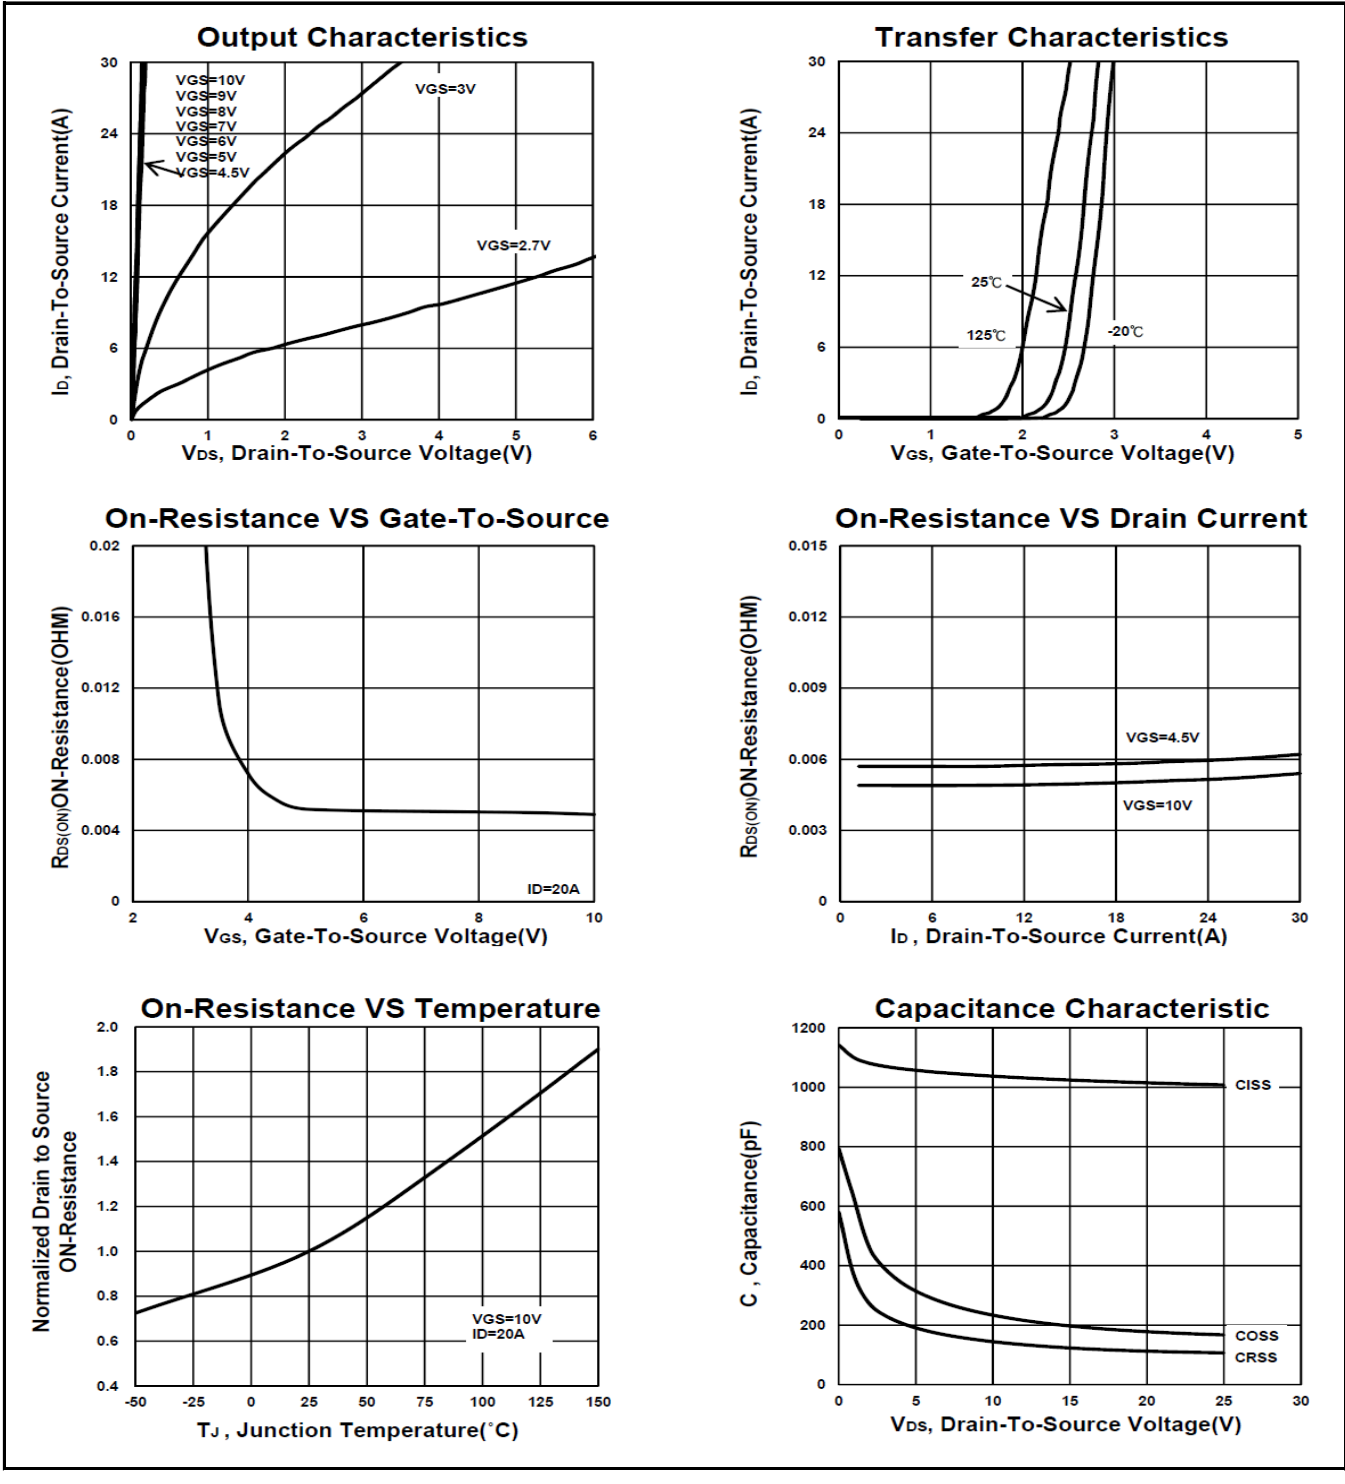 Output Characteristics
ID, Drain-To-Source Current(A)
30
24
18
12
6
0
VGS=10V
VGS=9V
VGS=8V
VGS=7V
VGS=6V
VGS=5V
VGS=4.5V
VGS=3V
VGS=2.7V
0 1 2 3 4 5 6
VDS, Drain-To-Source Voltage(V)
Transfer Characteristics
ID, Drain-To-Source Current(A)
30
24
18
12
6
0
25℃
125℃
-20℃
0 1 2 3 4 5
VGS, Gate-To-Source Voltage(V)
On-Resistance VS Gate-To-Source
RDS(ON)ON-Resistance(OHM)
0.02
0.016
0.012
0.008
0.004
0
ID=20A
2 4 6 8 10
VGS, Gate-To-Source Voltage(V)
On-Resistance VS Drain Current
RDS(ON)ON-Resistance(OHM)
0.015
0.012
0.009
0.006
0.003
0
VGS=4.5V
VGS=10V
0 6 12 18 24 30
ID , Drain-To-Source Current(A)
On-Resistance VS Temperature
Normalized Drain to Source
ON-Resistance
2.0
1.8
1.6
1.4
1.2
1.0
0.8
0.6
0.4
VGS=10V
ID=20A
-50 -25 0 25 50 75 100 125 150
TJ , Junction Temperature(˚C)
Capacitance Characteristic
C , Capacitance(pF)
1200
1000
800
600
400
200
0
CISS
COSS
CRSS
0 5 10 15 20 25 30
VDS, Drain-To-Source Voltage(V)